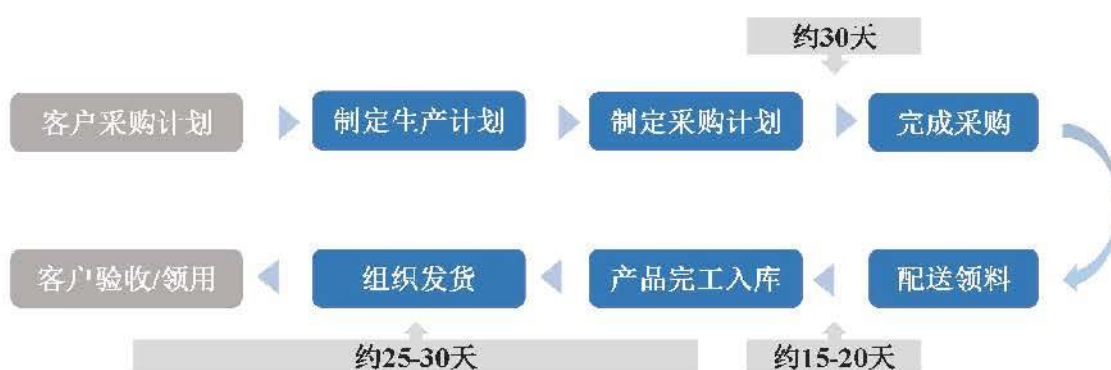 约30天
客户采购计划
制定生产计划
制定采购计划
完成采购
客户验收/领用
组织发货
产品完工入库
配送领料
约25-30天
约15-20天